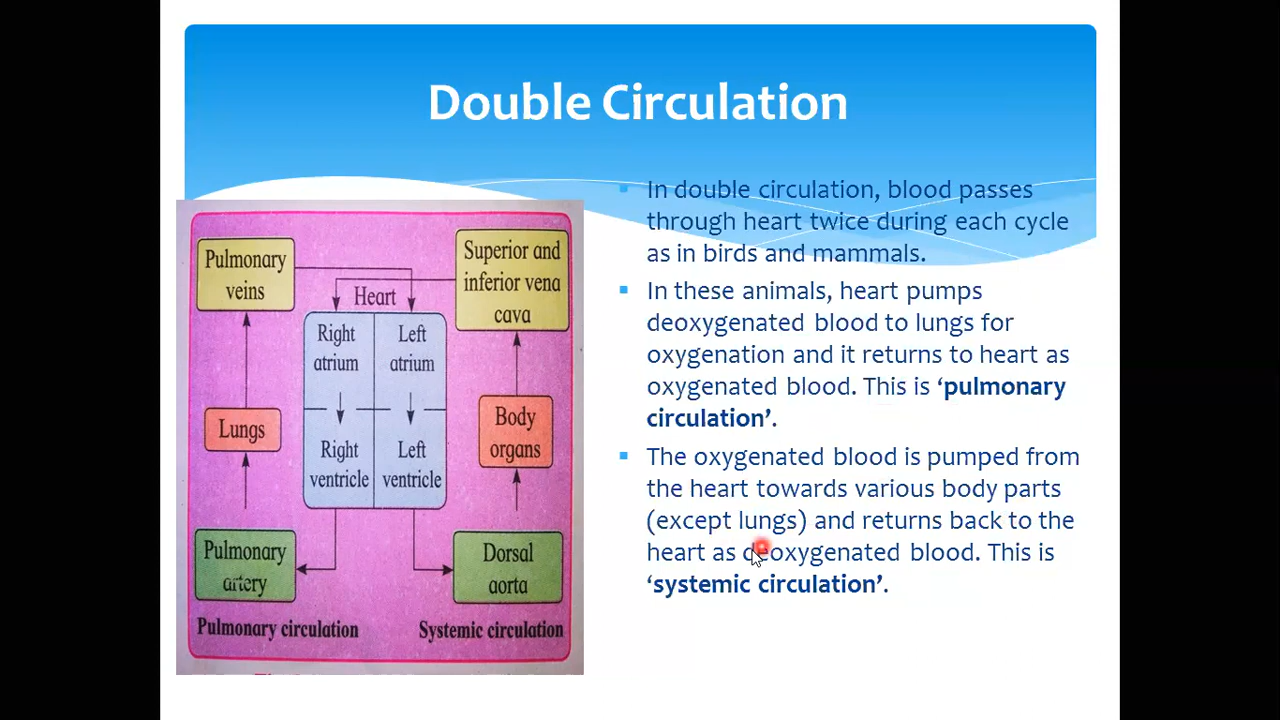 Double Circulation
In double circulation, blood passes
through heart twice during each cycle
as in birds and mammals.
In these animals, heart pumps
deoxygenated blood to lungs for
oxygenation and it returns to heart as
oxygenated blood. This is ‘pulmonary
circulation’.
The oxygenated blood is pumped from
the heart towards various body parts
(except lungs) and returns back to the
heart as deoxygenated blood. This is
‘systemic circulation’.
Pulmonary
veins
Heart
Superior and
inferior vena
cava
Right
atrium
Left
atrium
Lungs
Right
ventricle
Left
ventricle
Body
organs
Pulmonary
artery
Dorsal
aorta
Pulmonary circulation
Systemic circulation